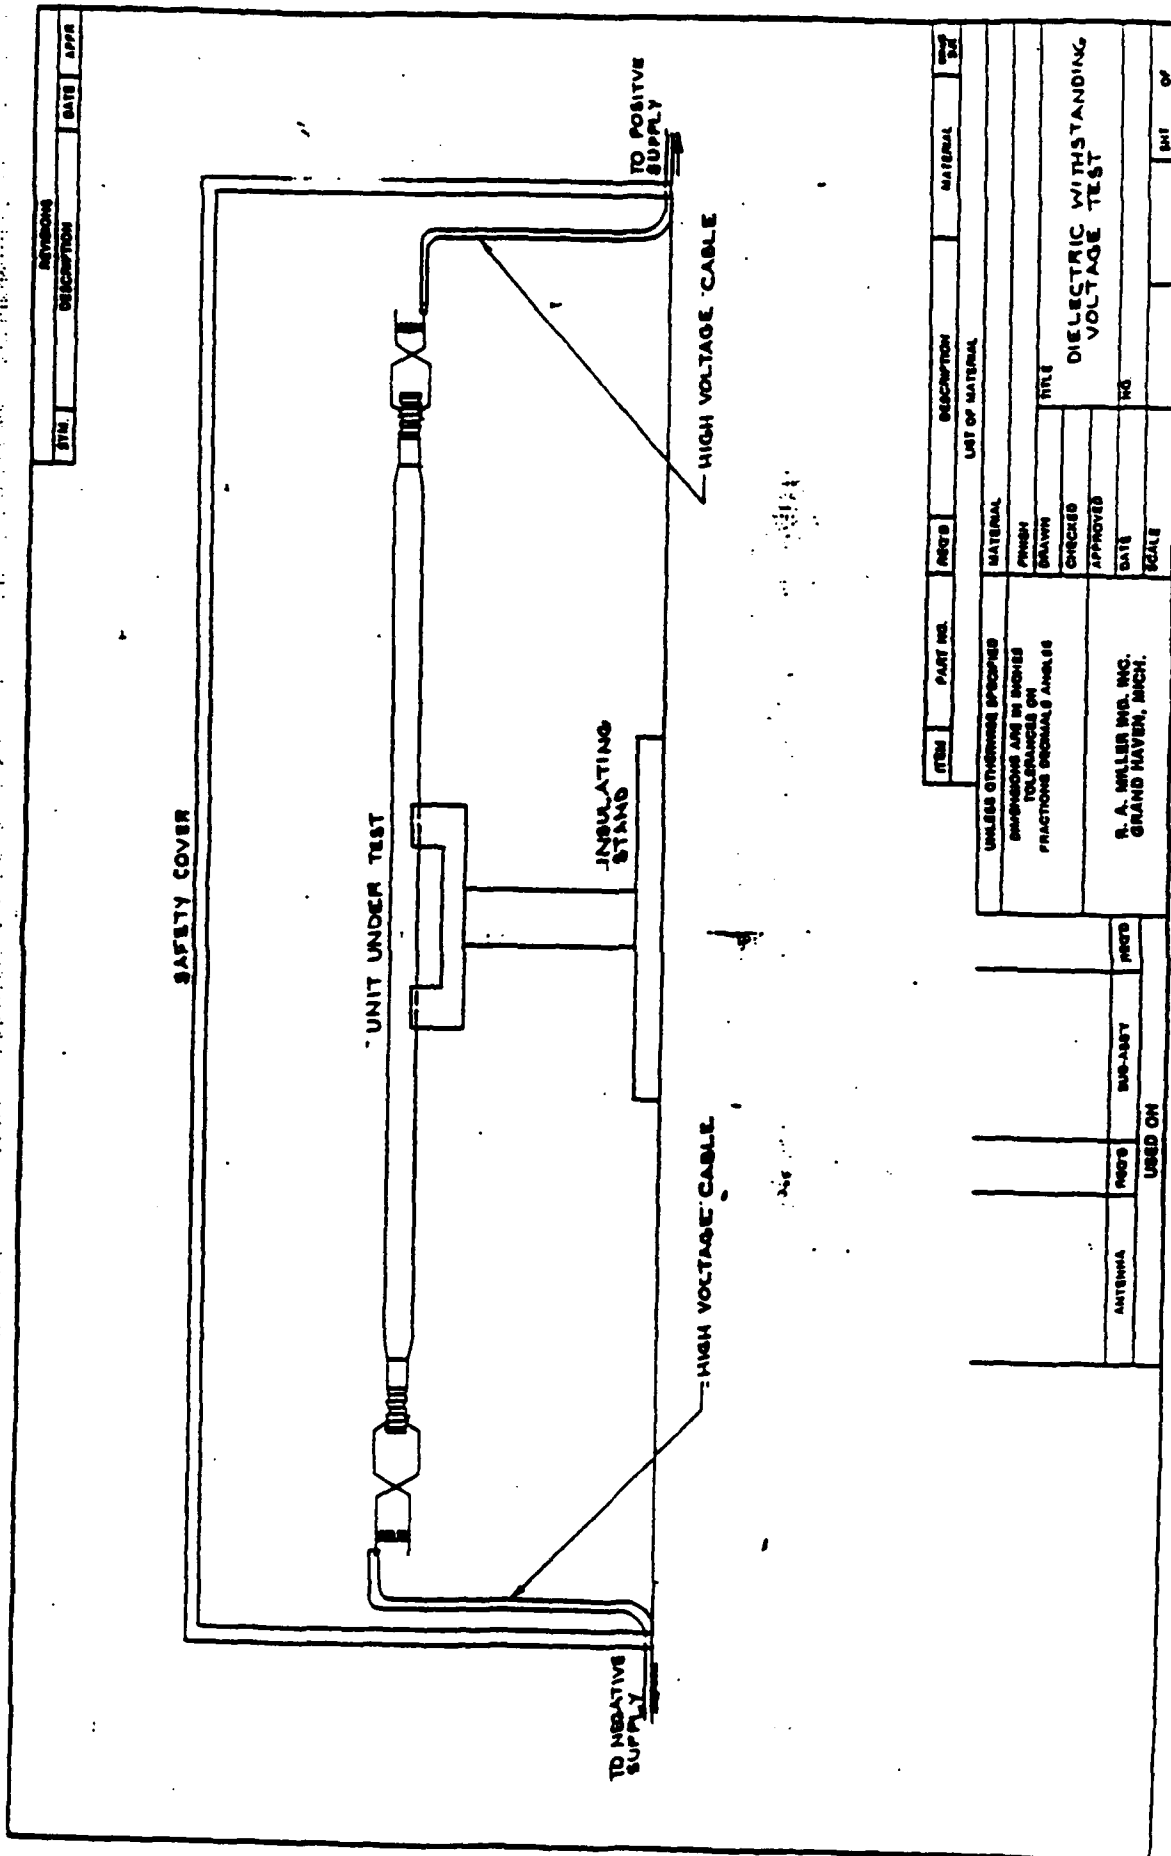 REVISIONS
SYM. DESCRIPTION DATE APPR
SAFETY COVER
UNIT UNDER TEST
INSULATING
STAND
TO NEGATIVE
SUPPLY
TO POSITVE
SUPPLY
HIGH VOLTAGE CABLE
HIGH VOLTAGE CABLE
ITEM PART NO. REQ'D DESCRIPTION MATERIAL
LIST OF MATERIAL
UNLESS OTHERWISE SPECIFIED
DIMENSIONS ARE IN INCHES
TOLERANCES ON
FRACTIONS DECIMALS ANGLES
MATERIAL
FINISH
DRAWN
CHECKED
APPROVED
DATE
SCALE
TITLE
DIELECTRIC WITHSTANDING
VOLTAGE TEST
NO.
SHT OF
R. A. MILLER IND. INC.
GRAND HAVEN, MICH.
ANTENNA REQ'D SUB-ASSY REQ'D
USED ON